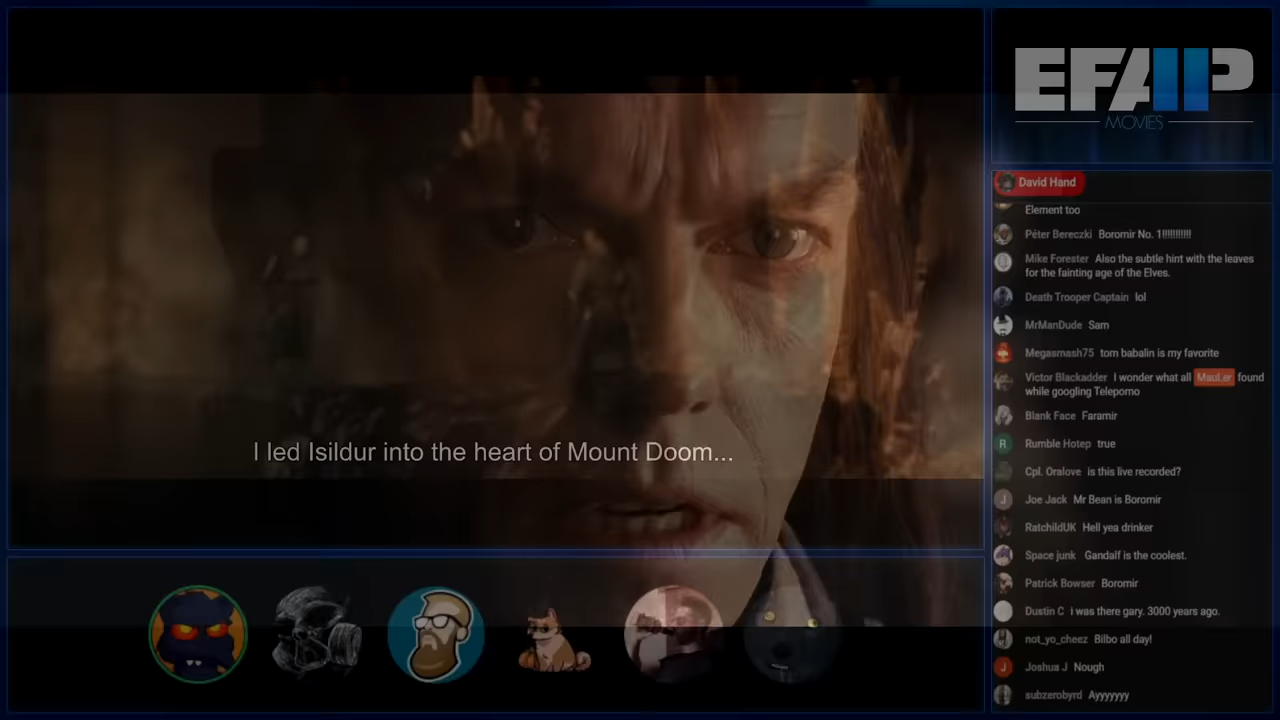 EFAP
MOVIES
David Hand
Element too
Péter Bereczki Boromir No. 1!!!!!!!!!!!
Mike Forester Also the subtle hint with the leaves
for the fainting age of the Elves.
Death Trooper Captain lol
MrManDude Sam
Megasmash75 tom babalin is my favorite
Victor Blackadder I wonder what all MauLer found
while googling Teleporno
Blank Face Faramir
R Rumble Hotep true
Cpl. Oralove is this live recorded?
J Joe Jack Mr Bean is Boromir
RatchildUK Hell yea drinker
Space junk Gandalf is the coolest.
Patrick Bowser Boromir
Dustin C i was there gary. 3000 years ago.
not_yo_cheez Bilbo all day!
J Joshua J Nough
subzerobyrd Ayyyyyyy
I led Isildur into the heart of Mount Doom...